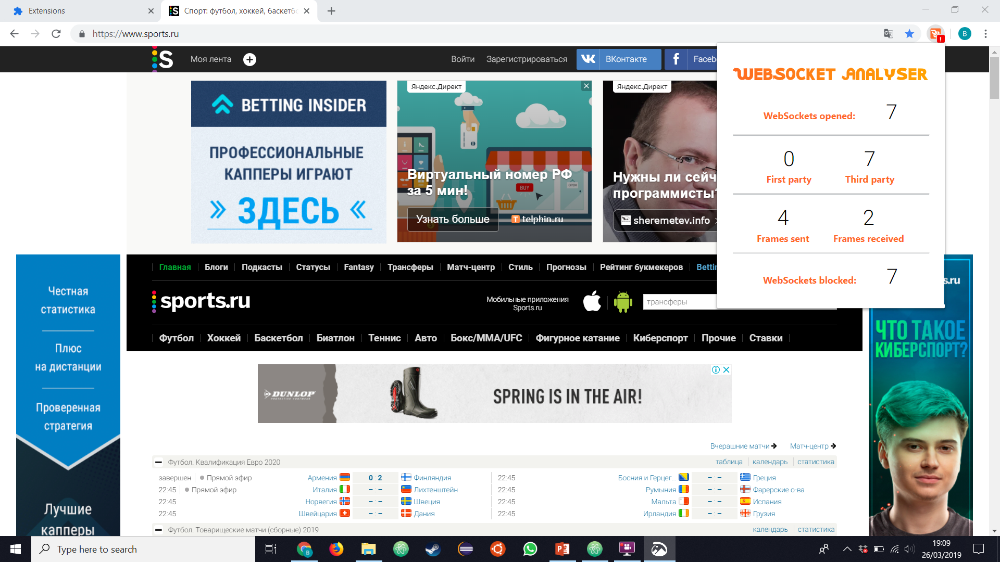 Extensions
Спорт: футбол, хоккей, баскетбо
https://www.sports.ru
B
Моя лента
Войти
Зарегистрироваться
ВКонтакте
WEBSOCKET ANALYSER
WebSockets opened: 7
0
7
First party
Third party
4
2
Frames sent
Frames received
WebSockets blocked: 7
BETTING INSIDER
ПРОФЕССИОНАЛЬНЫЕ
КАППЕРЫ ИГРАЮТ
» ЗДЕСЬ «
Яндекс.Директ
Виртуальный номер РФ
за 5 мин!
BUY
OPEN
Узнать больше
telphin.ru
Яндекс.Директ
Нужны ли сейч
программисты?
sheremetev.info
Главная
Блоги
Подкасты
Статусы
Fantasy
Трансферы
Матч-центр
Стиль
Прогнозы
Рейтинг букмекеров
sports.ru
Мобильные приложения
Sports.ru
трансферы
Футбол
Хоккей
Баскетбол
Биатлон
Теннис
Авто
Бокс/MMA/UFC
Фигурное катание
Киберспорт
Прочие
Ставки
Честная
статистика
Плюс
на дистанции
Проверенная
стратегия
Лучшие
капперы
s.ru
ЧТО ТАКОЕ
КИБЕРСПОРТ?
DUNLOP
PROTECTIVE FOOTWEAR
SPRING IS IN THE AIR!
Вчерашние матчи
Матч-центр
Футбол. Квалификация Евро 2020
таблица
календарь
статистика
завершен Прямой эфир Армения 0 : 2 Финляндия 22:45 Босния и Герцег... – : – Греция
22:45 Прямой эфир Италия – : – Лихтенштейн 22:45 Румыния – : – Фарерские о-ва
22:45 Норвегия – : – Швеция 22:45 Мальта – : – Испания
22:45 Швейцария – : – Дания 22:45 Ирландия – : – Грузия
Футбол. Товарищеские матчи (сборные) 2019
календарь
статистика
Type here to search
19:09
26/03/2019